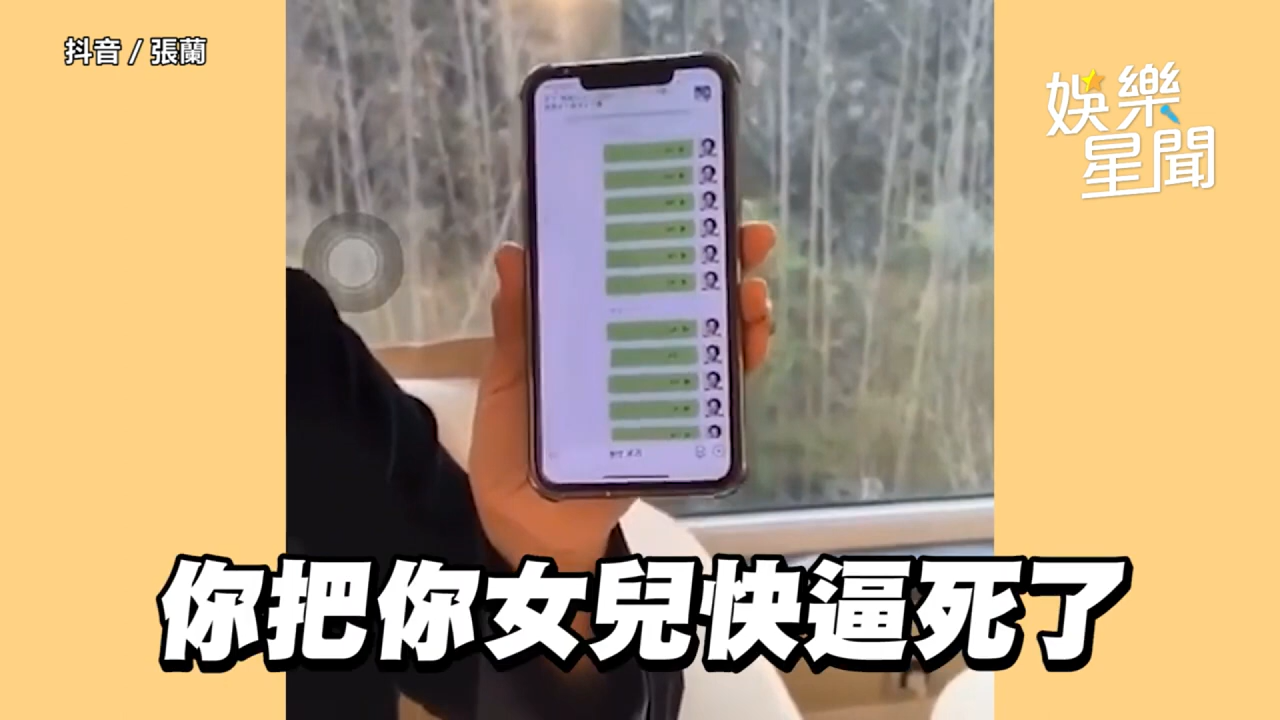 抖音 / 張蘭
娛樂
星聞
你把你女兒快逼死了